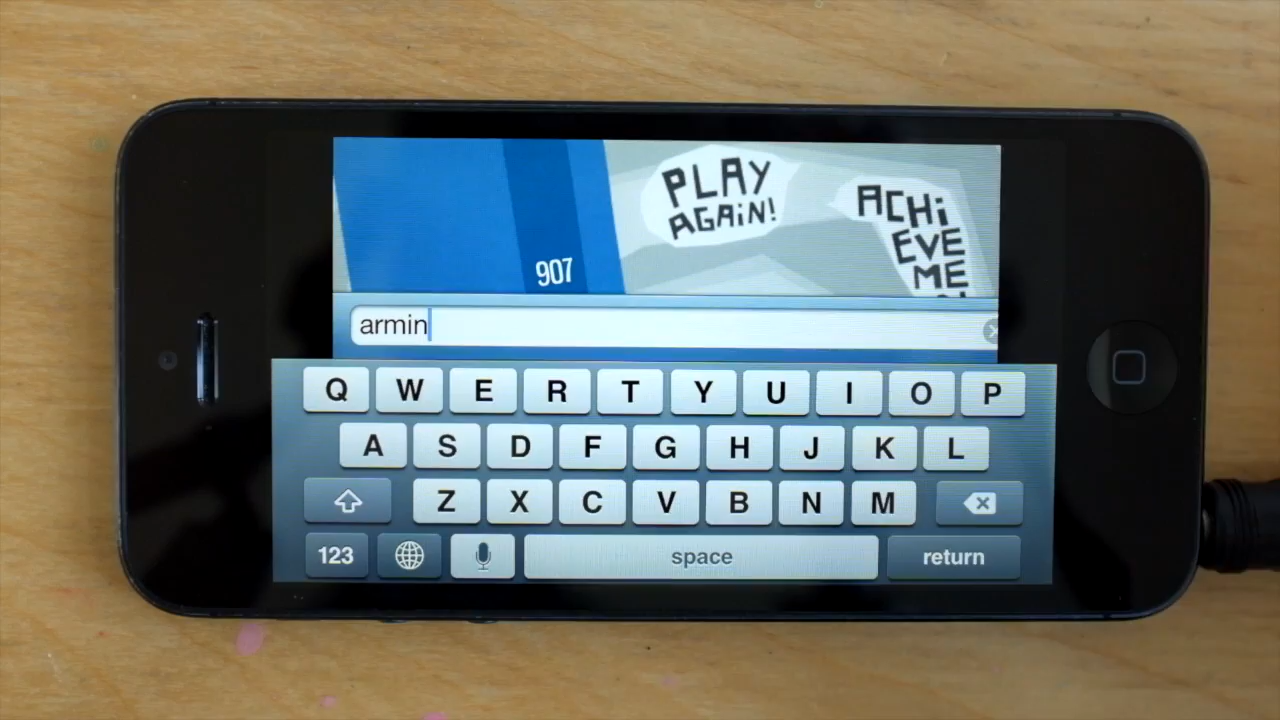 PLAY
AGAiN!
ACHi
EVE
ME
907
armin
Q W E R T Y U I O P
A S D F G H J K L
Z X C V B N M
123 space return